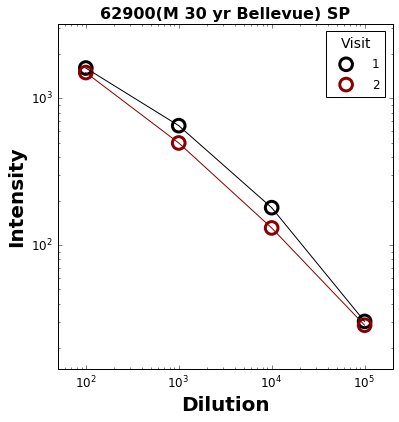 62900(M 30 yr Bellevue) SP
Visit
1
2
10³
10²
Intensity
10² 10³ 10⁴ 10⁵
Dilution